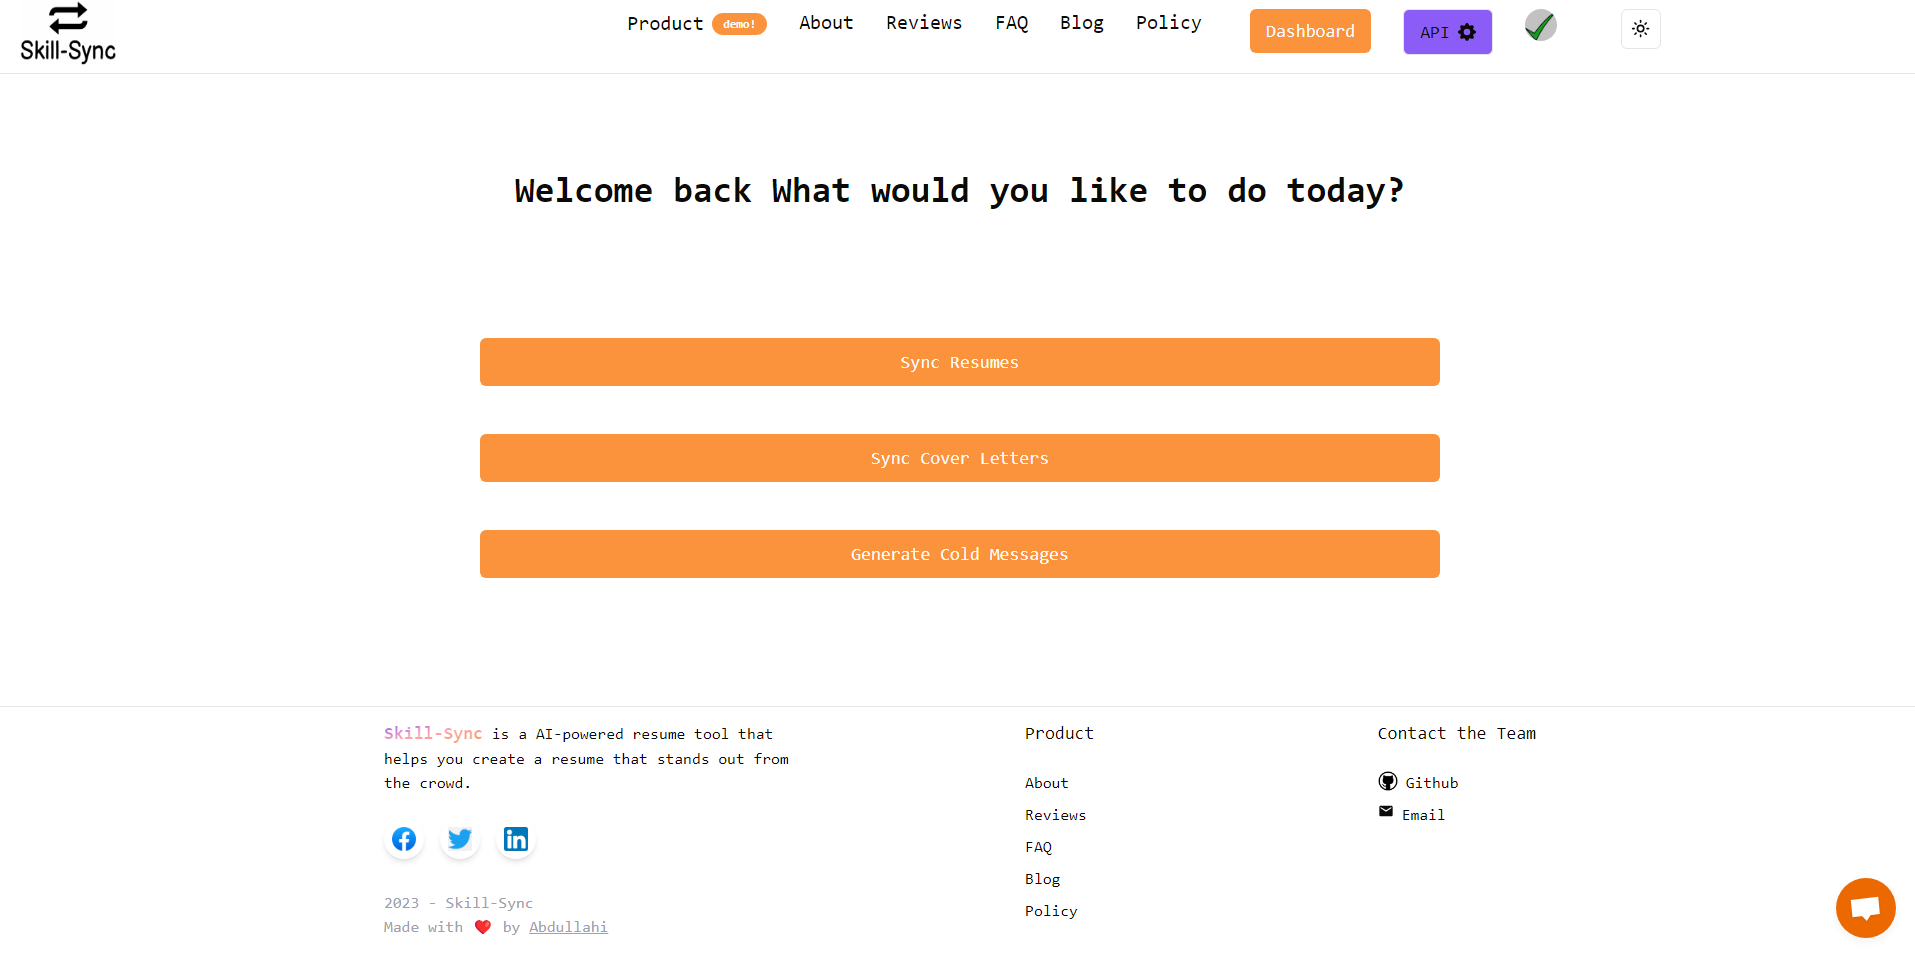 Skill-Sync
Product demo! About Reviews FAQ Blog Policy Dashboard API
Welcome back What would you like to do today?
Sync Resumes
Sync Cover Letters
Generate Cold Messages
Skill-Sync is a AI-powered resume tool that
helps you create a resume that stands out from
the crowd.
2023 - Skill-Sync
Made with ❤️ by Abdullahi
Product
About
Reviews
FAQ
Blog
Policy
Contact the Team
Github
Email